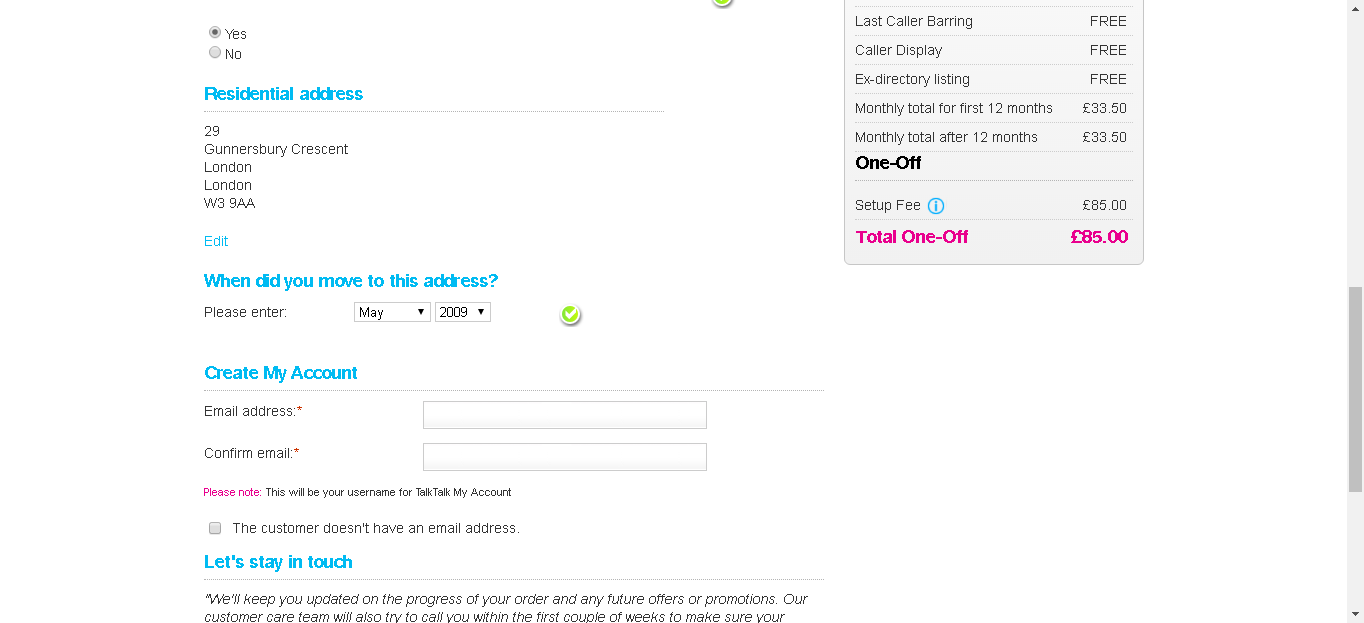 Yes
No
Residential address
29
Gunnersbury Crescent
London
London
W3 9AA
Edit
When did you move to this address?
Please enter: May 2009
Create My Account
Email address:*
Confirm email:*
Please note: This will be your username for TalkTalk My Account
The customer doesn't have an email address.
Let's stay in touch
"We'll keep you updated on the progress of your order and any future offers or promotions. Our
customer care team will also try to call you within the first couple of weeks to make sure your
Last Caller Barring FREE
Caller Display FREE
Ex-directory listing FREE
Monthly total for first 12 months £33.50
Monthly total after 12 months £33.50
One-Off
Setup Fee £85.00
Total One-Off £85.00